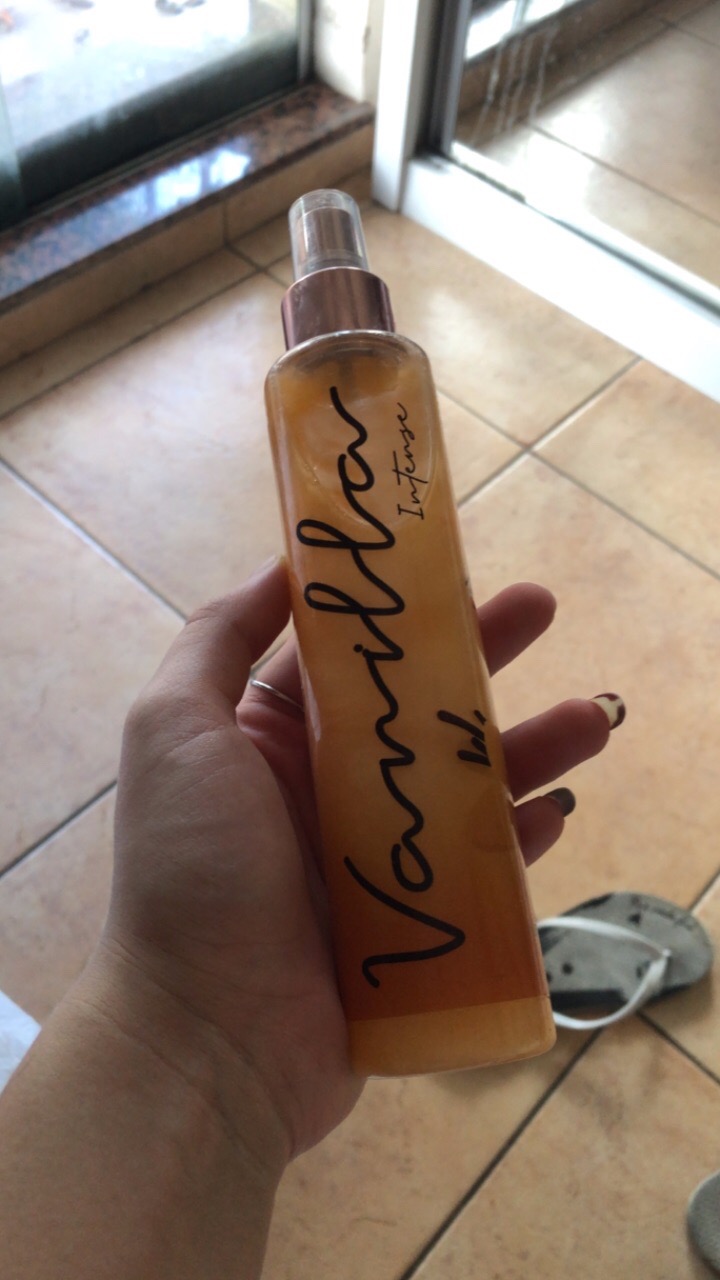 Vanilla
Intense
W.